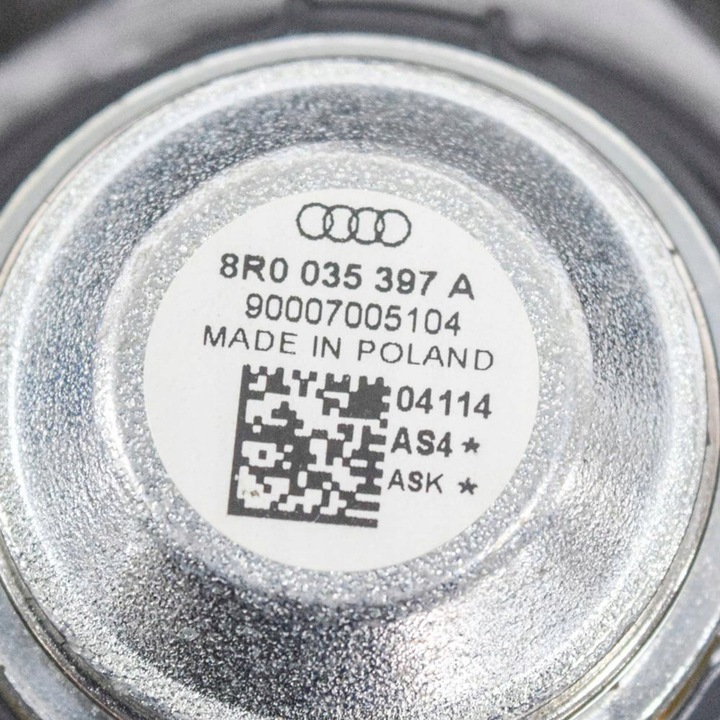 8R0 035 397 A
90007005104
MADE IN POLAND
04114
AS4 *
ASK *